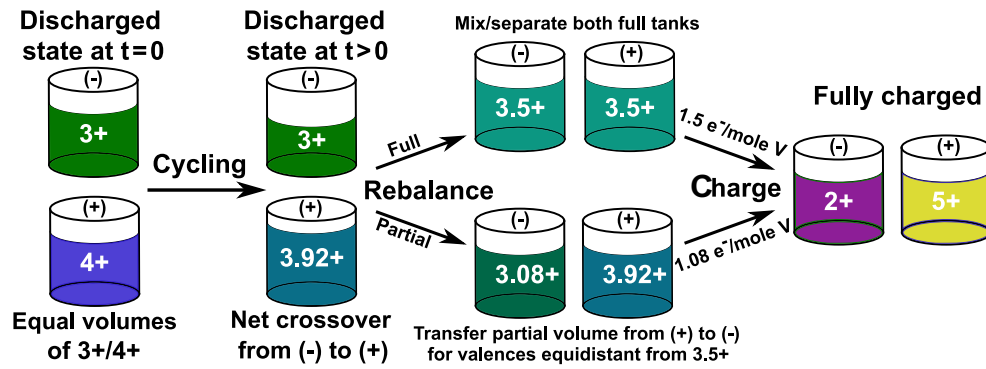 Discharged
state at t=0
(-)
3+
(+)
4+
Equal volumes
of 3+/4+
Cycling
Discharged
state at t>0
(-)
3+
(+)
3.92+
Net crossover
from (-) to (+)
Full
Rebalance
Partial
Mix/separate both full tanks
(-)
3.5+
(+)
3.5+
(-)
3.08+
(+)
3.92+
Transfer partial volume from (+) to (-)
for valences equidistant from 3.5+
1.5 e⁻/mole V
Charge
1.08 e⁻/mole V
Fully charged
(-)
2+
(+)
5+